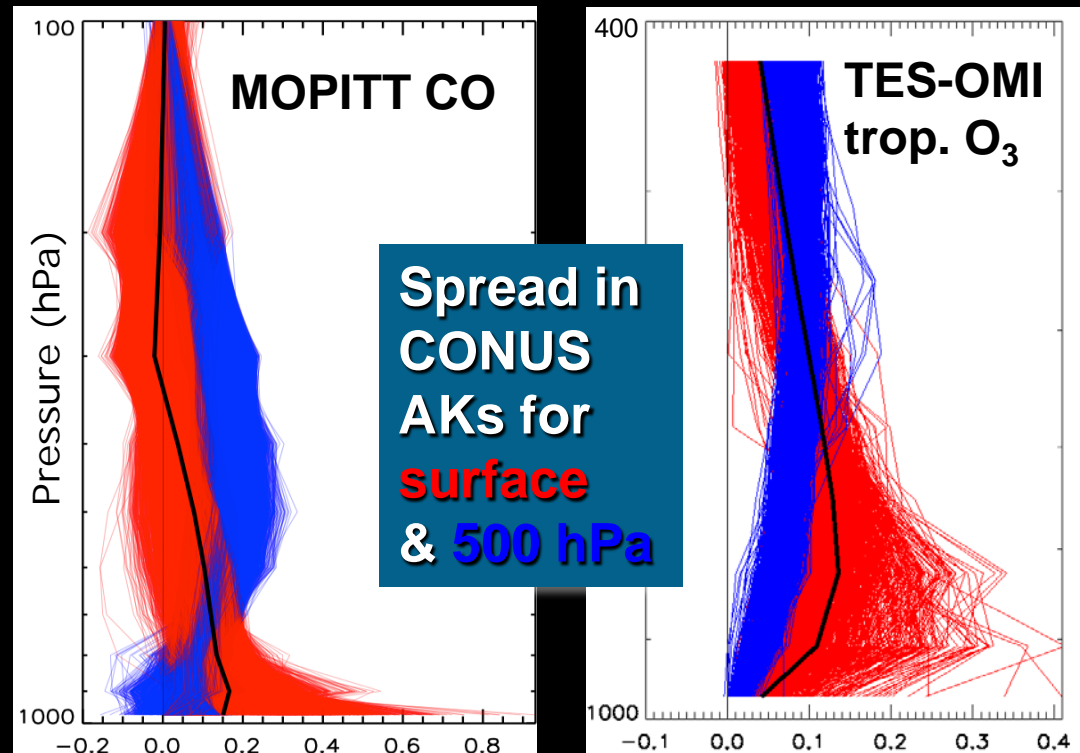 100
MOPITT CO
Pressure (hPa)
1000
−0.2 0.0 0.2 0.4 0.6 0.8
Spread in
CONUS
AKs for
surface
& 500 hPa
400
TES-OMI
trop. O₃
1000
−0.1 0.0 0.1 0.2 0.3 0.4